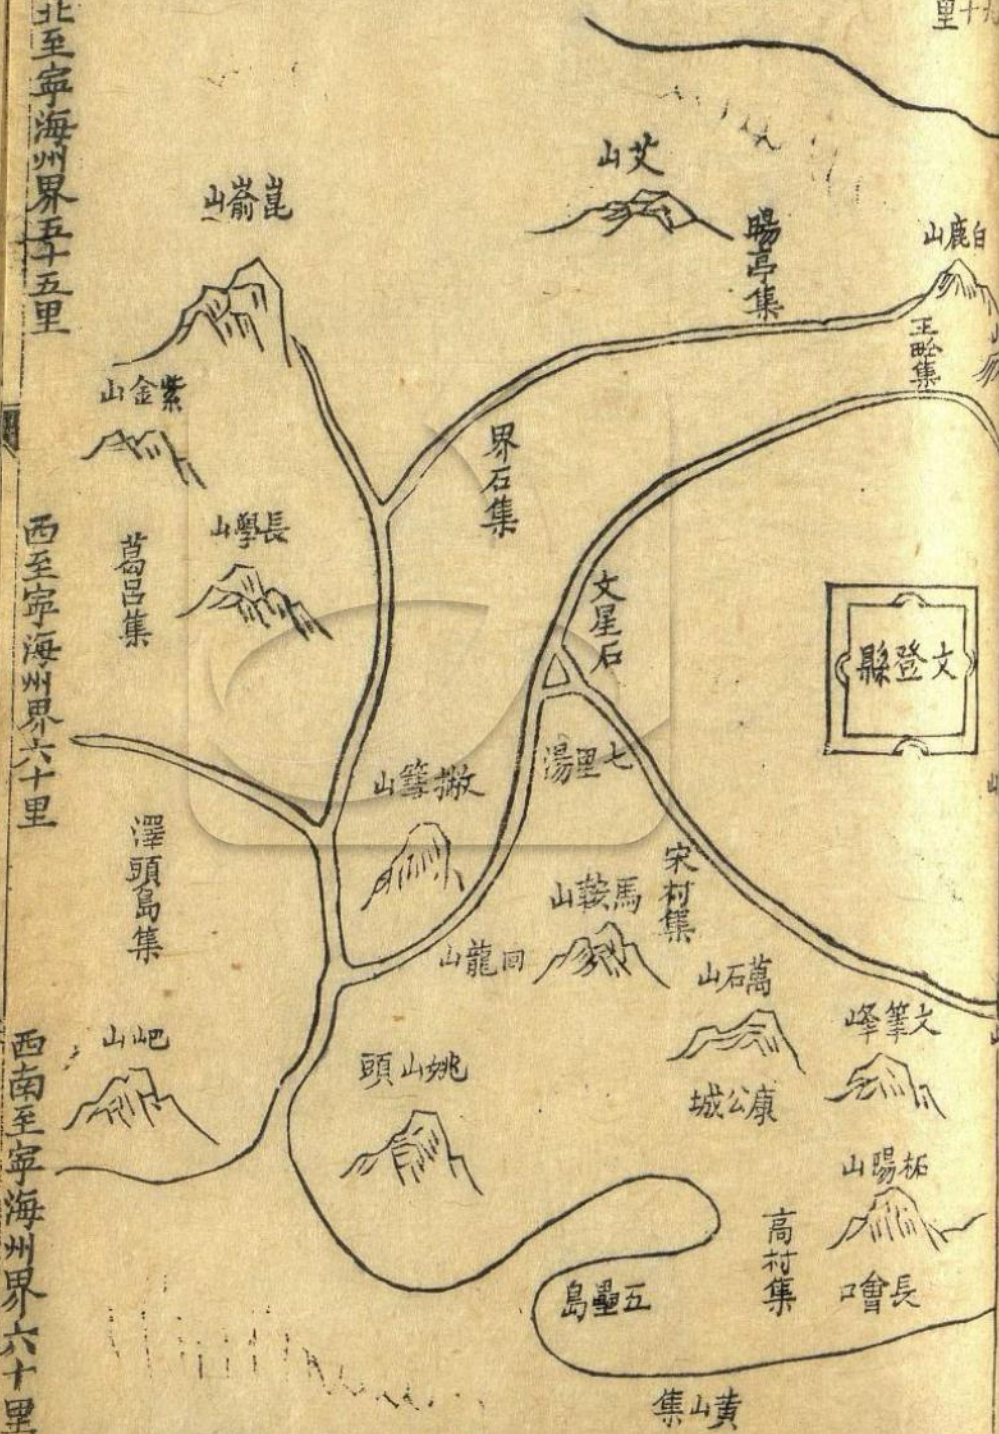 北至寧海州界五十五里
西至寧海州界六十里
西南至寧海州界六十里
崑嵛山
艾山
暘亭集
白鹿山
王畧集
紫金山
界石集
長學山
葛呂集
文星石
文登縣
七里湯
撇篸山
澤頭島集
宋村集
馬鞍山
回龍山
萬石山
文筆峰
岠山
姚山頭
康公城
柘陽山
高村集
長會口
五壘島
黃山集